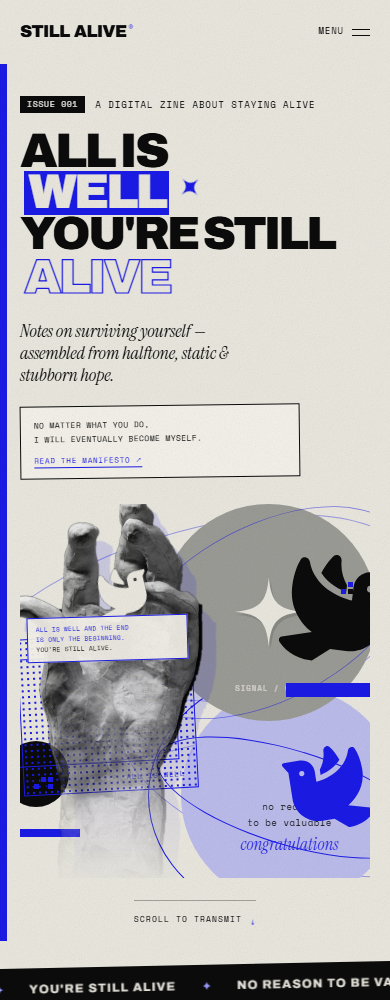 STILL ALIVE®
MENU
ISSUE 001 A DIGITAL ZINE ABOUT STAYING ALIVE
ALL IS
WELL
YOU'RE STILL
ALIVE
Notes on surviving yourself —
assembled from halftone, static &
stubborn hope.
NO MATTER WHAT YOU DO,
I WILL EVENTUALLY BECOME MYSELF.
READ THE MANIFESTO ↗
ALL IS WELL AND THE END
IS ONLY THE BEGINNING.
YOU'RE STILL ALIVE.
SIGNAL /
no
to be valuable
congratulations
SCROLL TO TRANSMIT ↓
YOU'RE STILL ALIVE ✦ NO REASON TO BE VA